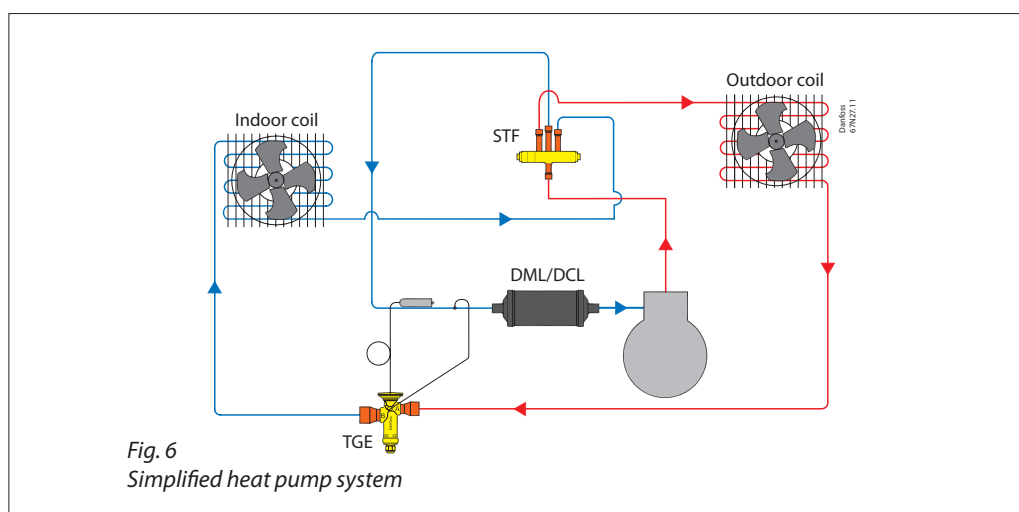 Outdoor coil
Indoor coil
Danfoss
67N27.11
STF
DML/DCL
B A
TGE
Fig. 6
Simplified heat pump system